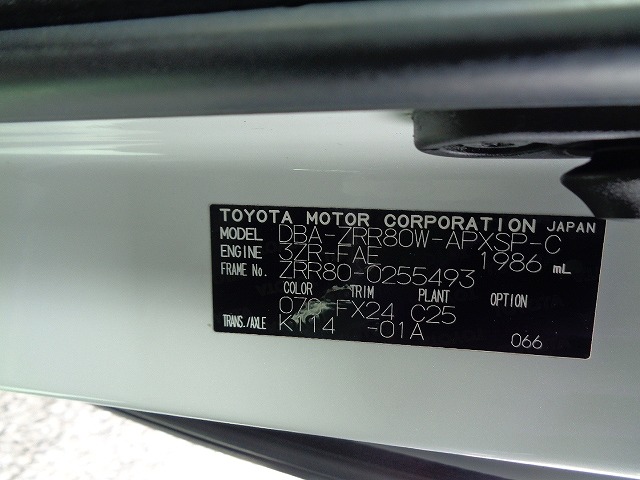 TOYOTA MOTOR CORPORATION JAPAN
MODEL DBA-ZRR80W-APXSP-C
ENGINE 3ZR-FAE 1986 mL
FRAME No. ZRR80-0255493
COLOR TRIM PLANT OPTION
070 FX24 C25
TRANS./AXLE K114 -01A
066